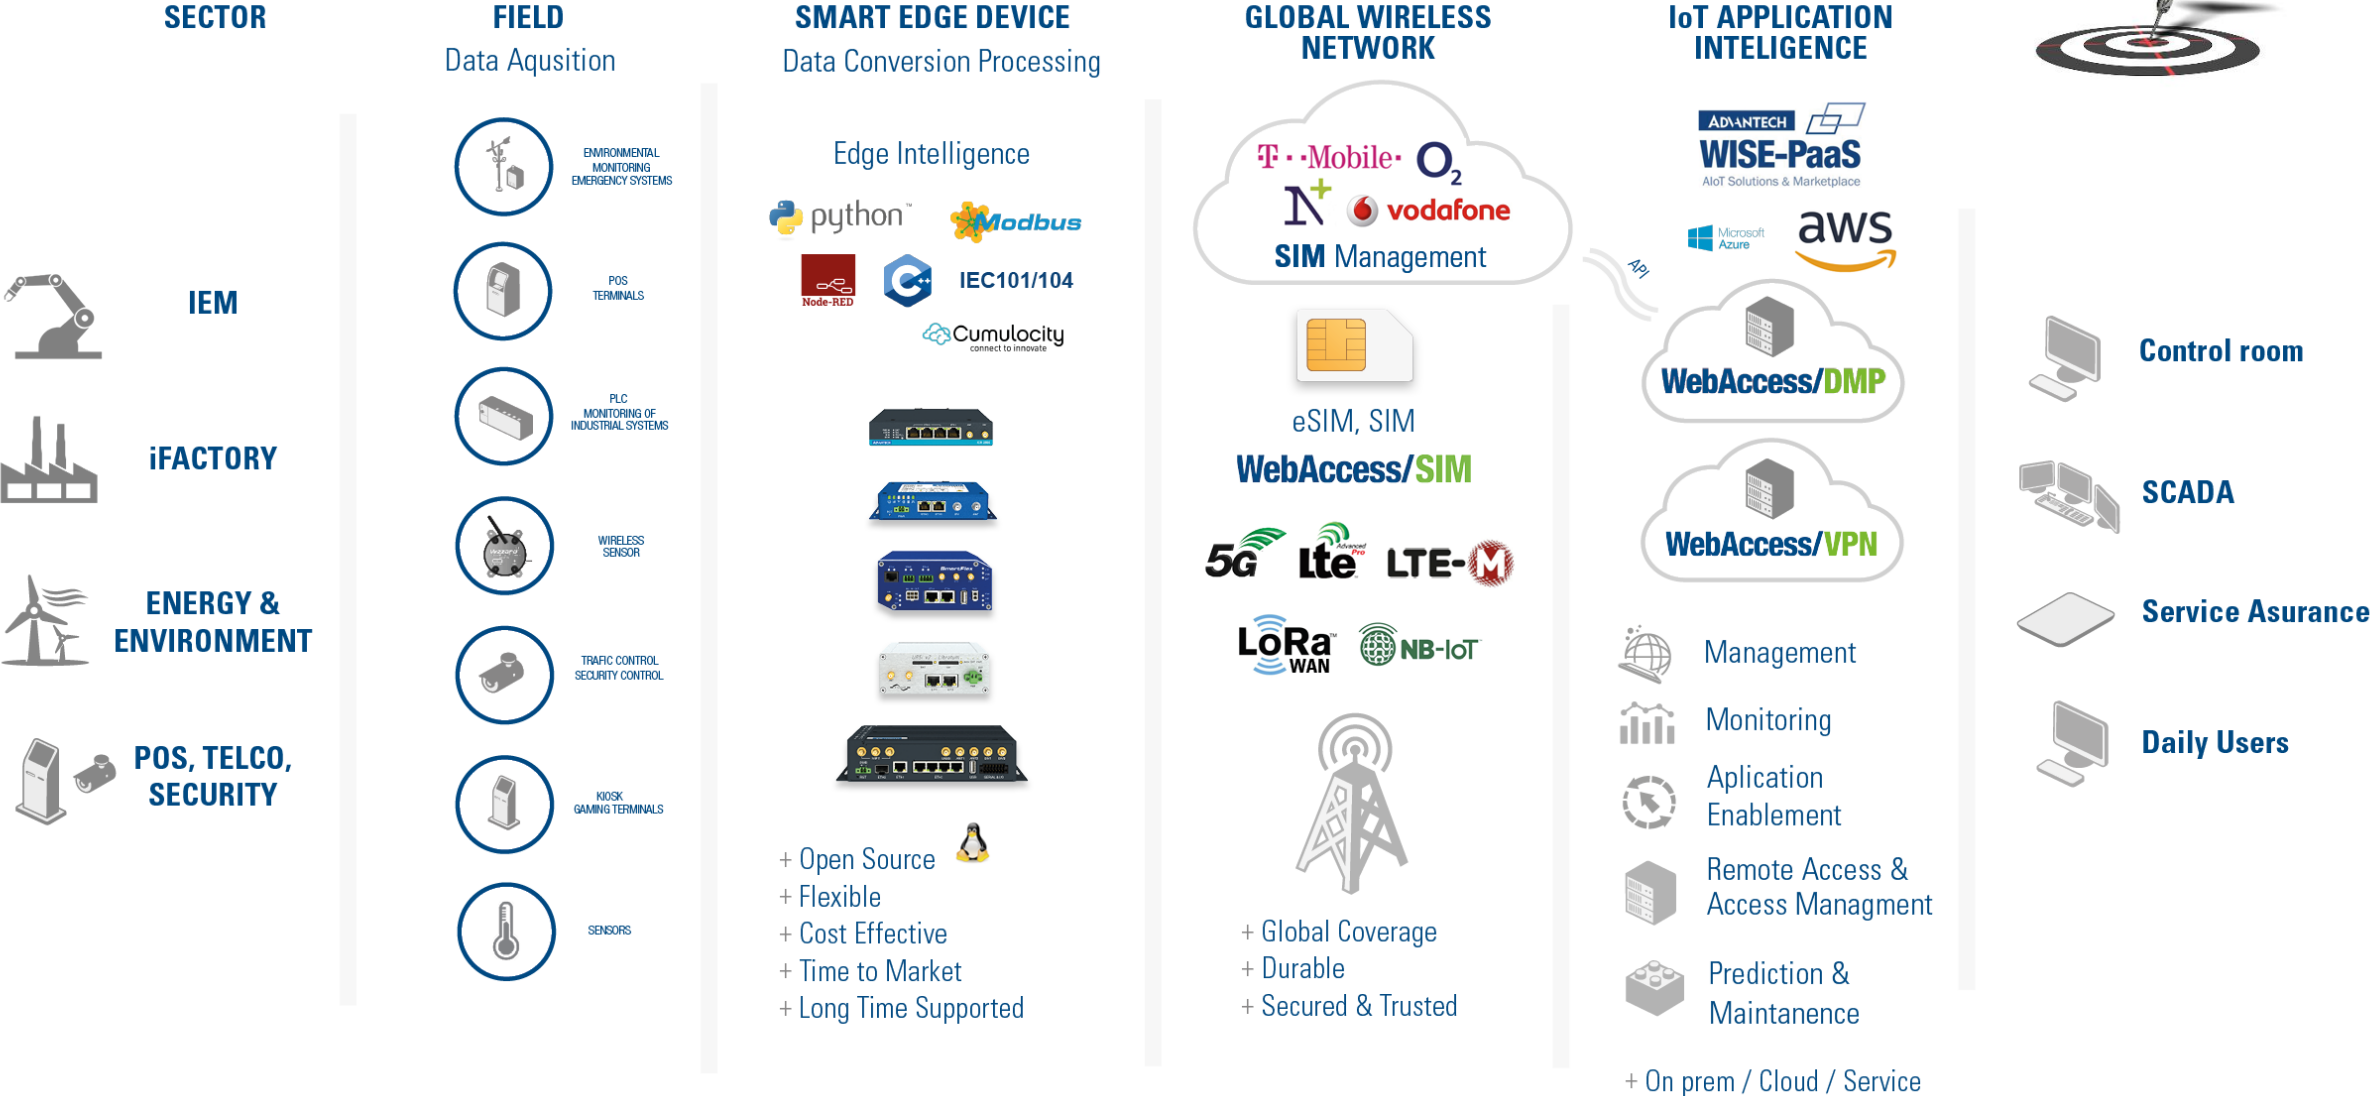 SECTOR
IEM
iFACTORY
ENERGY &
ENVIRONMENT
POS, TELCO,
SECURITY
FIELD
Data Aqusition
ENVIRONMENTAL
MONITORING
EMERGENCY SYSTEMS
POS
TERMINALS
PLC
MONITORING OF
INDUSTRIAL SYSTEMS
WIRELESS
SENSOR
TRAFIC CONTROL
SECURITY CONTROL
KIOSK
GAMING TERMINALS
SENSORS
SMART EDGE DEVICE
Data Conversion Processing
Edge Intelligence
python™
Modbus
Node-RED
C++
IEC101/104
Cumulocity
connect to innovate
SmartFlex
+ Open Source
+ Flexible
+ Cost Effective
+ Time to Market
+ Long Time Supported
GLOBAL WIRELESS
NETWORK
T··Mobile·
O2
N+
vodafone
SIM Management
eSIM, SIM
WebAccess/SIM
5G
Lte Advanced Pro
LTE-M
LoRa™
WAN
NB-IoT
+ Global Coverage
+ Durable
+ Secured & Trusted
IoT APPLICATION
INTELIGENCE
ADVANTECH
WISE-PaaS
AIoT Solutions & Marketplace
Microsoft
Azure
aws
API
WebAccess/DMP
WebAccess/VPN
Management
Monitoring
Aplication
Enablement
Remote Access &
Access Managment
Prediction &
Maintanence
+ On prem / Cloud / Service
Control room
SCADA
Service Asurance
Daily Users